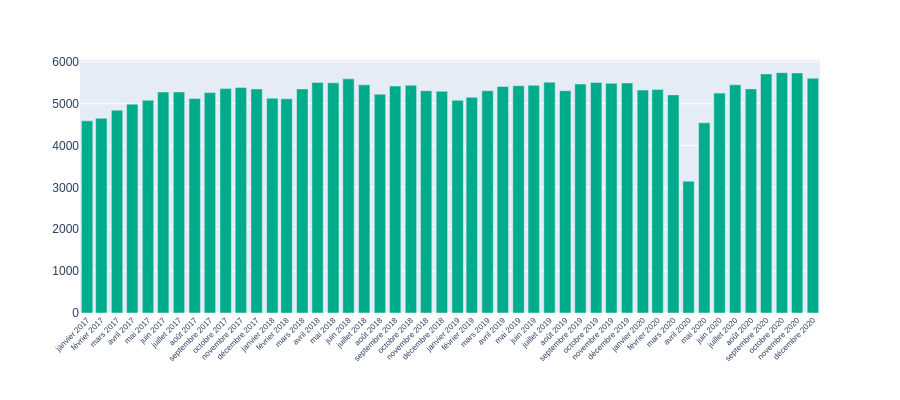 6000
5000
4000
3000
2000
1000
0
janvier 2017
février 2017
mars 2017
avril 2017
mai 2017
juin 2017
juillet 2017
août 2017
septembre 2017
octobre 2017
novembre 2017
décembre 2017
janvier 2018
février 2018
mars 2018
avril 2018
mai 2018
juin 2018
juillet 2018
août 2018
septembre 2018
octobre 2018
novembre 2018
décembre 2018
janvier 2019
février 2019
mars 2019
avril 2019
mai 2019
juin 2019
juillet 2019
août 2019
septembre 2019
octobre 2019
novembre 2019
décembre 2019
janvier 2020
février 2020
mars 2020
avril 2020
mai 2020
juin 2020
juillet 2020
août 2020
septembre 2020
octobre 2020
novembre 2020
décembre 2020